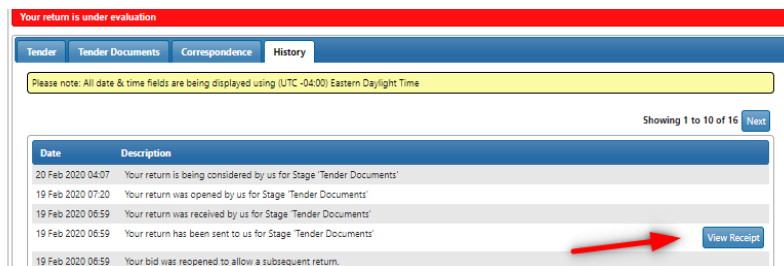 Your return is under evaluation
Tender Tender Documents Correspondence History
Please note: All date & time fields are being displayed using (UTC -04:00) Eastern Daylight Time
Showing 1 to 10 of 16 Next
Date Description
20 Feb 2020 04:07 Your return is being considered by us for Stage 'Tender Documents'
19 Feb 2020 07:20 Your return was opened by us for Stage 'Tender Documents'
19 Feb 2020 06:59 Your return was received by us for Stage 'Tender Documents'
19 Feb 2020 06:59 Your return has been sent to us for Stage 'Tender Documents' View Receipt
19 Feb 2020 06:59 Your bid was reopened to allow a subsequent return.